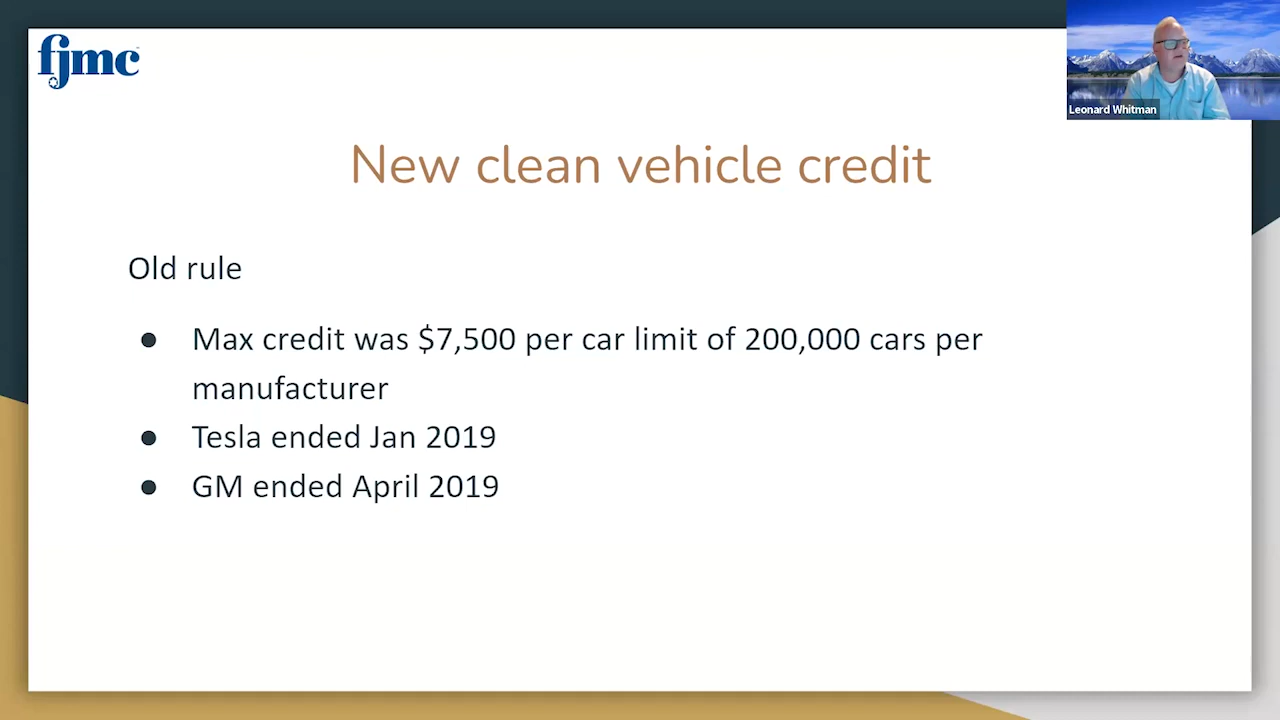 fjmc
Leonard Whitman
New clean vehicle credit
Old rule
● Max credit was $7,500 per car limit of 200,000 cars per
manufacturer
● Tesla ended Jan 2019
● GM ended April 2019